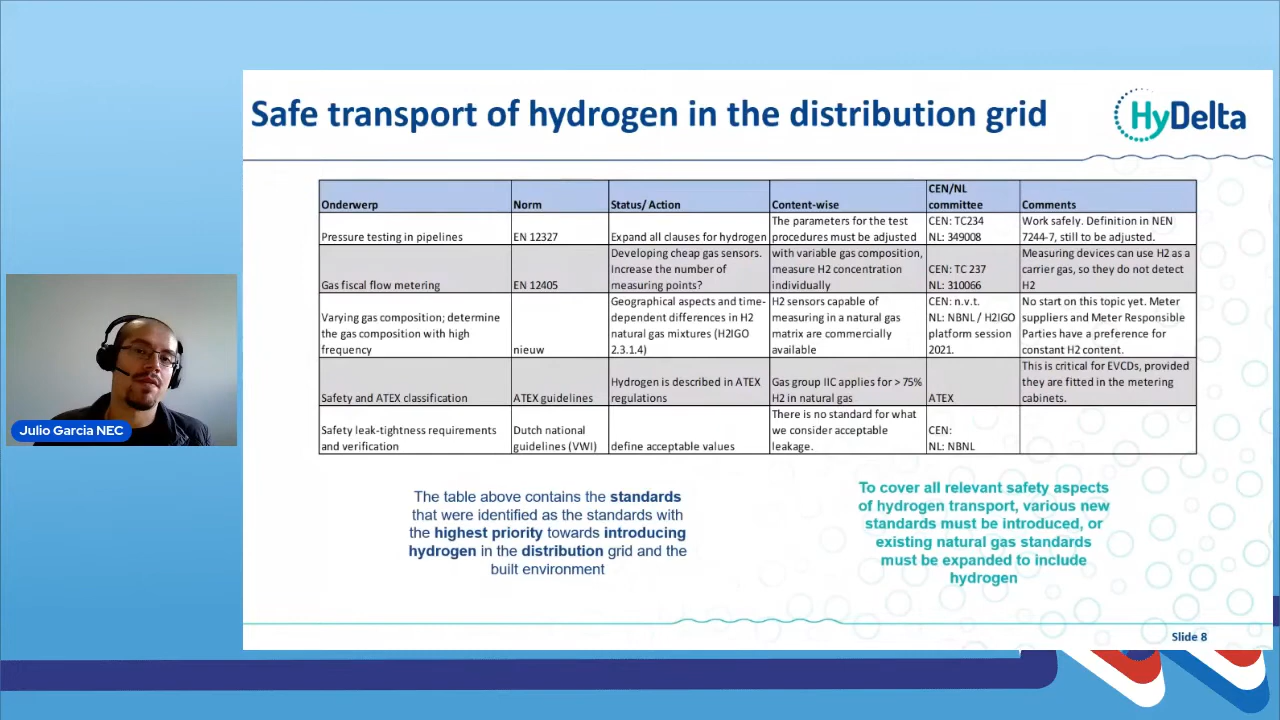 Safe transport of hydrogen in the distribution grid
HyDelta
Onderwerp
Norm
Status/ Action
Content-wise
CEN/NL
committee
Comments
Pressure testing in pipelines
EN 12327
Expand all clauses for hydrogen
The parameters for the test
procedures must be adjusted
CEN: TC234
NL: 349008
Work safely. Definition in NEN
7244-7, still to be adjusted.
Gas fiscal flow metering
EN 12405
Developing cheap gas sensors.
Increase the number of
measuring points?
with variable gas composition,
measure H2 concentration
individually
CEN: TC 237
NL: 310066
Measuring devices can use H2 as a
carrier gas, so they do not detect
H2
Varying gas composition; determine
the gas composition with high
frequency
nieuw
Geographical aspects and time-
dependent differences in H2
natural gas mixtures (H2IGO
2.3.1.4)
H2 sensors capable of
measuring in a natural gas
matrix are commercially
available
CEN: n.v.t.
NL: NBNL / H2IGO
platform session
2021.
No start on this topic yet. Meter
suppliers and Meter Responsible
Parties have a preference for
constant H2 content.
Safety and ATEX classification
ATEX guidelines
Hydrogen is described in ATEX
regulations
Gas group IIC applies for > 75%
H2 in natural gas
ATEX
This is critical for EVCDs, provided
they are fitted in the metering
cabinets.
Safety leak-tightness requirements
and verification
Dutch national
guidelines (VWI)
define acceptable values
There is no standard for what
we consider acceptable
leakage.
CEN:
NL: NBNL
The table above contains the standards
that were identified as the standards with
the highest priority towards introducing
hydrogen in the distribution grid and the
built environment
To cover all relevant safety aspects
of hydrogen transport, various new
standards must be introduced, or
existing natural gas standards
must be expanded to include
hydrogen
Julio Garcia NEC
Slide 8